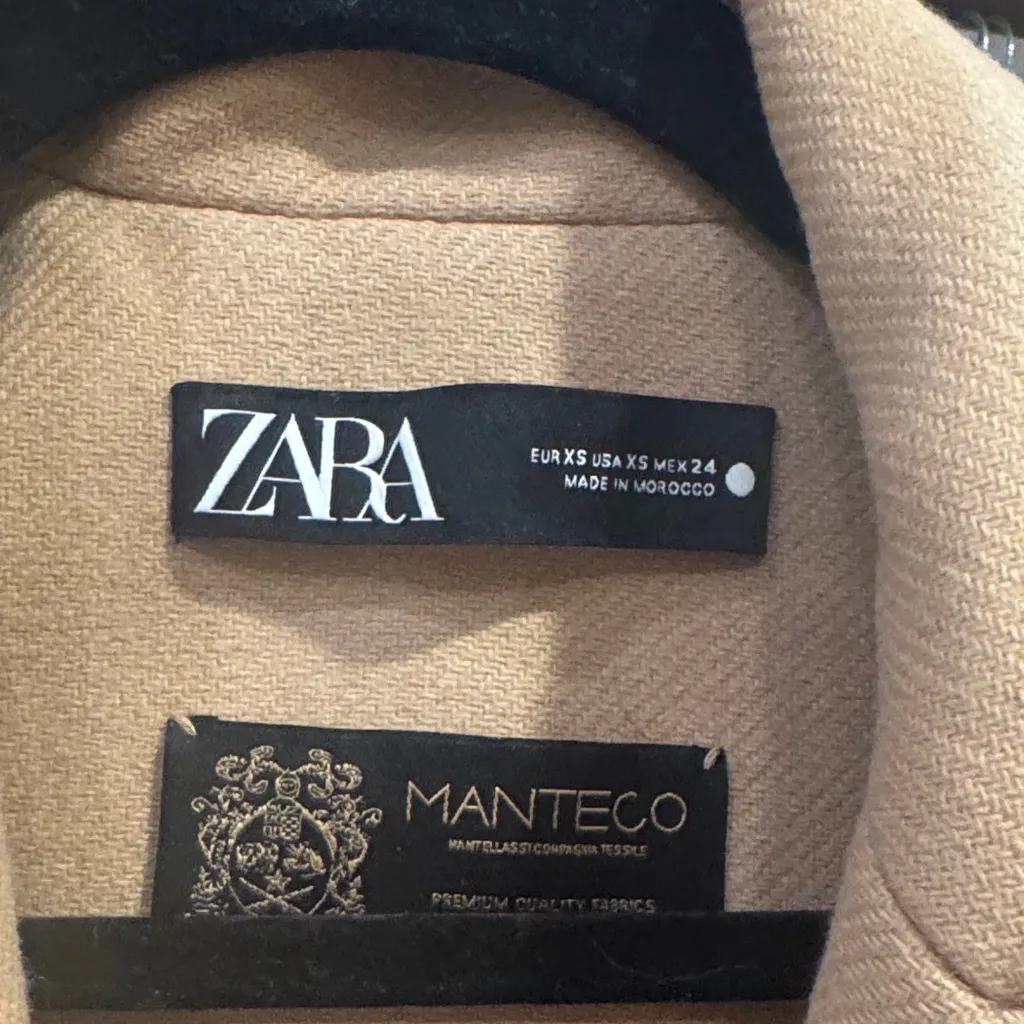 ZARA
EUR XS USA XS MEX 24
MADE IN MOROCCO
MANTECO
MANTELLASSI COMPAGNIA TESSILE
PREMIUM QUALITY FABRICS